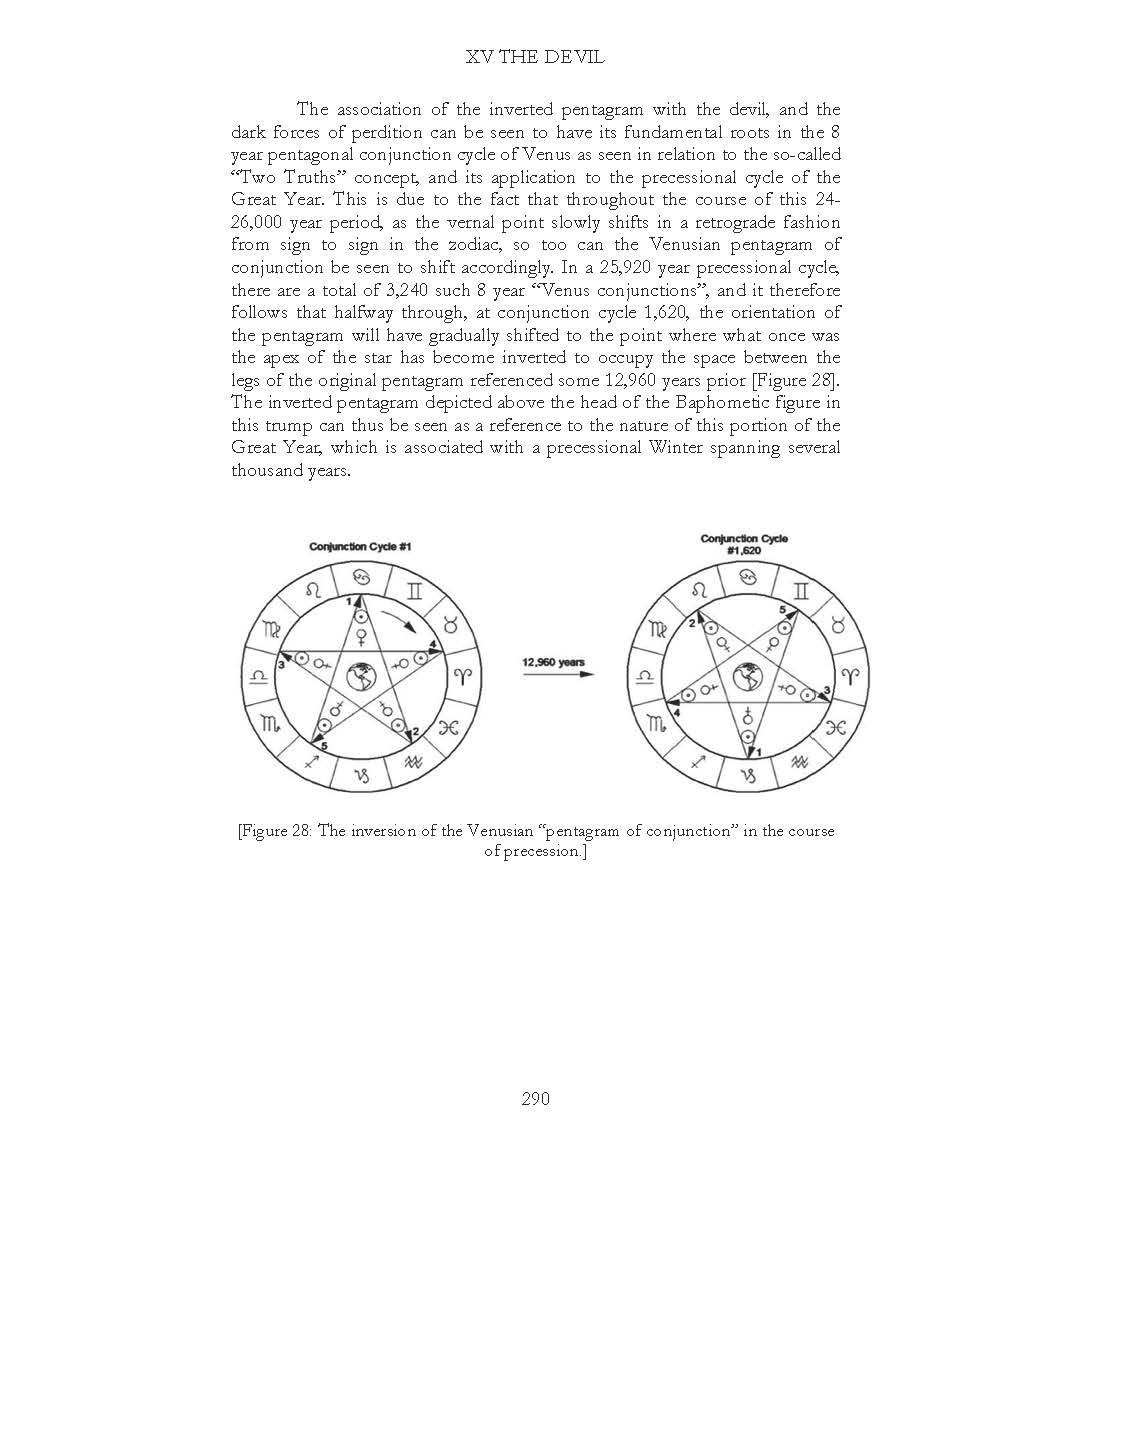 XV THE DEVIL
The association of the inverted pentagram with the devil, and the
dark forces of perdition can be seen to have its fundamental roots in the 8
year pentagonal conjunction cycle of Venus as seen in relation to the so-called
“Two Truths” concept, and its application to the precessional cycle of the
Great Year. This is due to the fact that throughout the course of this 24-
26,000 year period, as the vernal point slowly shifts in a retrograde fashion
from sign to sign in the zodiac, so too can the Venusian pentagram of
conjunction be seen to shift accordingly. In a 25,920 year precessional cycle,
there are a total of 3,240 such 8 year “Venus conjunctions”, and it therefore
follows that halfway through, at conjunction cycle 1,620, the orientation of
the pentagram will have gradually shifted to the point where what once was
the apex of the star has become inverted to occupy the space between the
legs of the original pentagram referenced some 12,960 years prior [Figure 28].
The inverted pentagram depicted above the head of the Baphometic figure in
this trump can thus be seen as a reference to the nature of this portion of the
Great Year, which is associated with a precessional Winter spanning several
thousand years.
Conjunction Cycle #1
♋
♌ ♊
1
♍ ♉
4
3
♎ ♈
♏ ♓
2
5
♐ ♒
♑
12,960 years
Conjunction Cycle
#1,620
♋
♌ ♊
5
2
♍ ♉
♎ ♈
3
4
♏ ♓
1
♐ ♒
♑
[Figure 28: The inversion of the Venusian “pentagram of conjunction” in the course
of precession.]
290